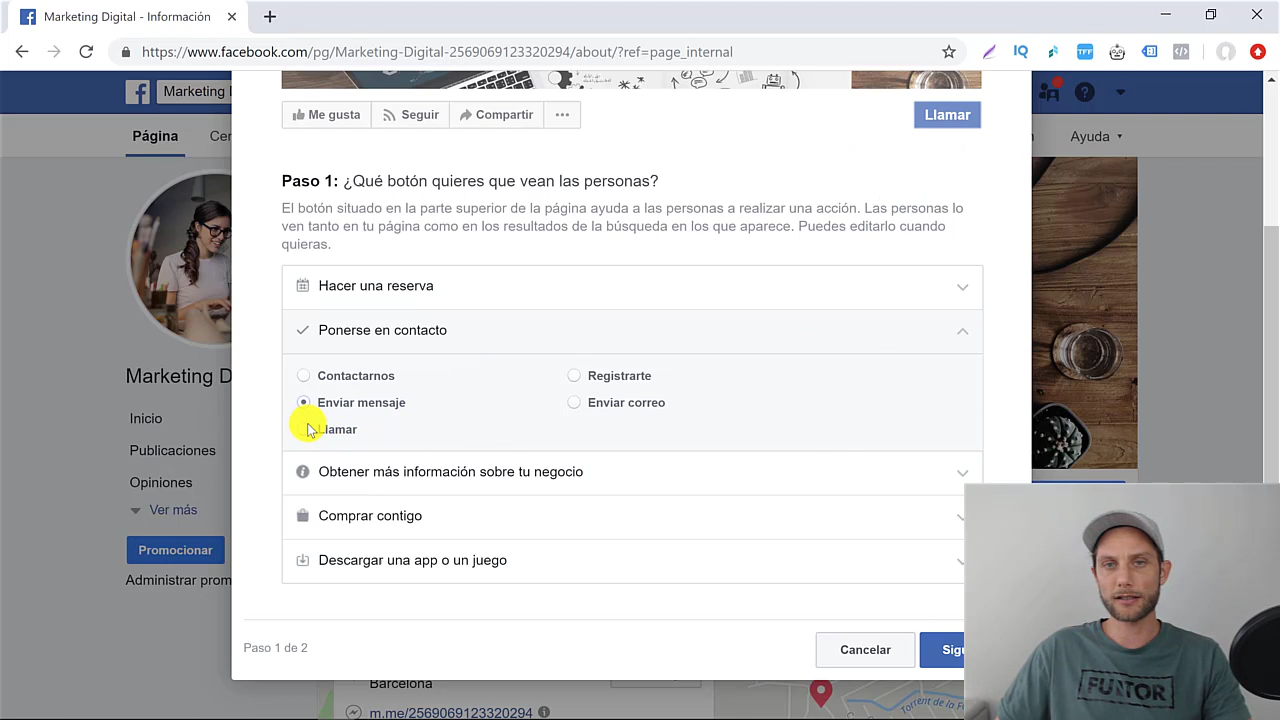 Marketing Digital - Información
https://www.facebook.com/pg/Marketing-Digital-2569069123320294/about/?ref=page_internal
IQ
TFF
Marketing
Página
Ayuda
Me gusta
Seguir
Compartir
Llamar
Paso 1: ¿Qué botón quieres que vean las personas?
El botón situado en la parte superior de la página ayuda a las personas a realizar una acción. Las personas lo
ven tanto en tu página como en los resultados de la búsqueda en los que aparece. Puedes editarlo cuando
quieras.
Hacer una reserva
Ponerse en contacto
Contactarnos
Registrarte
Enviar mensaje
Enviar correo
Llamar
Obtener más información sobre tu negocio
Comprar contigo
Descargar una app o un juego
Paso 1 de 2
Cancelar
Marketing D
Inicio
Publicaciones
Opiniones
Ver más
Promocionar
Administrar prom
Barcelona
m.me/2569069123320294
Torrent de la
FUNTOR